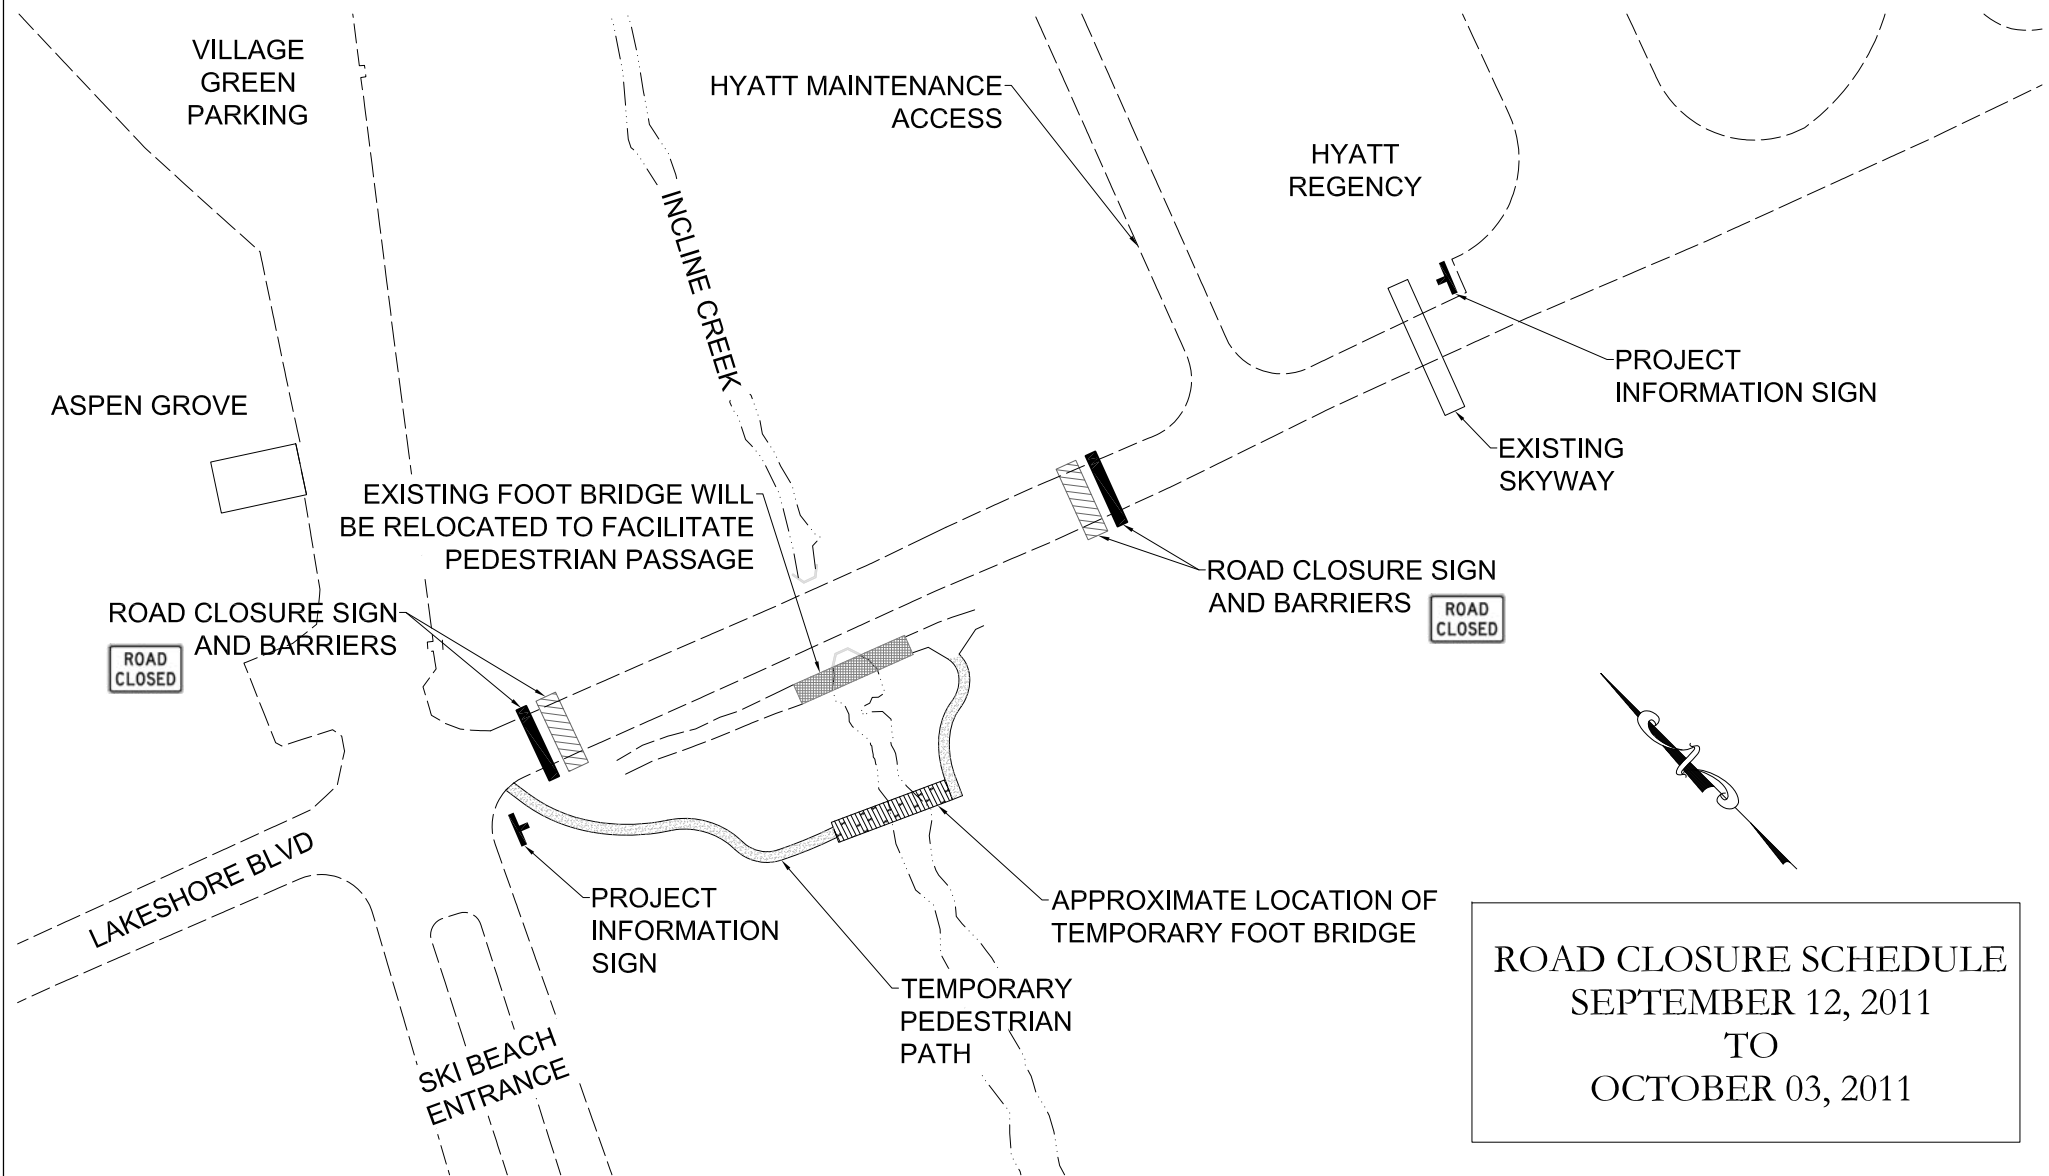 VILLAGE
GREEN
PARKING
HYATT MAINTENANCE
ACCESS
HYATT
REGENCY
INCLINE CREEK
PROJECT
INFORMATION SIGN
ASPEN GROVE
EXISTING
SKYWAY
EXISTING FOOT BRIDGE WILL
BE RELOCATED TO FACILITATE
PEDESTRIAN PASSAGE
ROAD CLOSURE SIGN
AND BARRIERS
ROAD
CLOSED
ROAD CLOSURE SIGN
AND BARRIERS
ROAD
CLOSED
LAKESHORE BLVD
PROJECT
INFORMATION
SIGN
APPROXIMATE LOCATION OF
TEMPORARY FOOT BRIDGE
TEMPORARY
PEDESTRIAN
PATH
SKI BEACH
ENTRANCE
ROAD CLOSURE SCHEDULE
SEPTEMBER 12, 2011
TO
OCTOBER 03, 2011